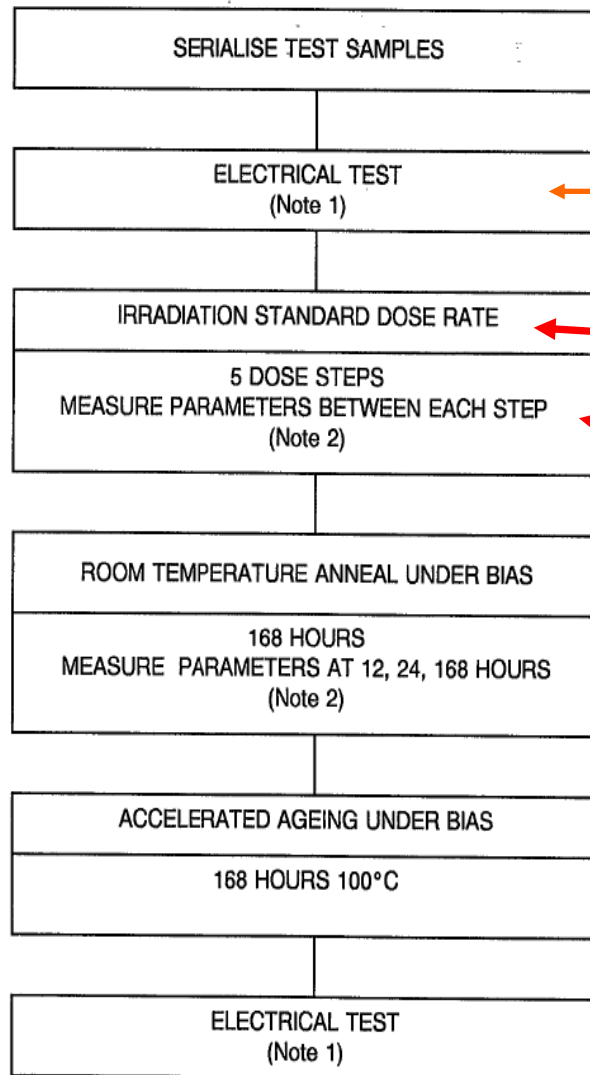 SERIALISE TEST SAMPLES
ELECTRICAL TEST
(Note 1)
IRRADIATION STANDARD DOSE RATE
5 DOSE STEPS
MEASURE PARAMETERS BETWEEN EACH STEP
(Note 2)
ROOM TEMPERATURE ANNEAL UNDER BIAS
168 HOURS
MEASURE PARAMETERS AT 12, 24, 168 HOURS
(Note 2)
ACCELERATED AGEING UNDER BIAS
168 HOURS 100°C
ELECTRICAL TEST
(Note 1)